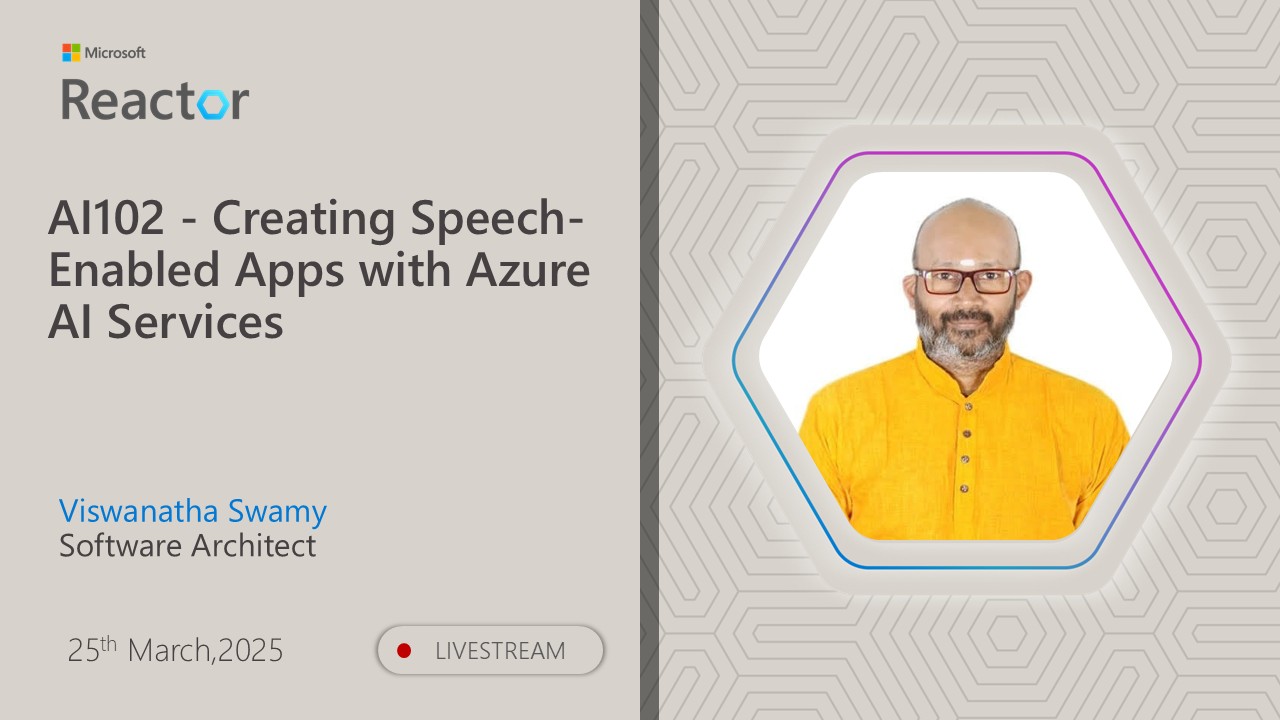 Microsoft
Reactor
AI102 - Creating Speech-
Enabled Apps with Azure
AI Services
Viswanatha Swamy
Software Architect
25th March,2025
LIVESTREAM